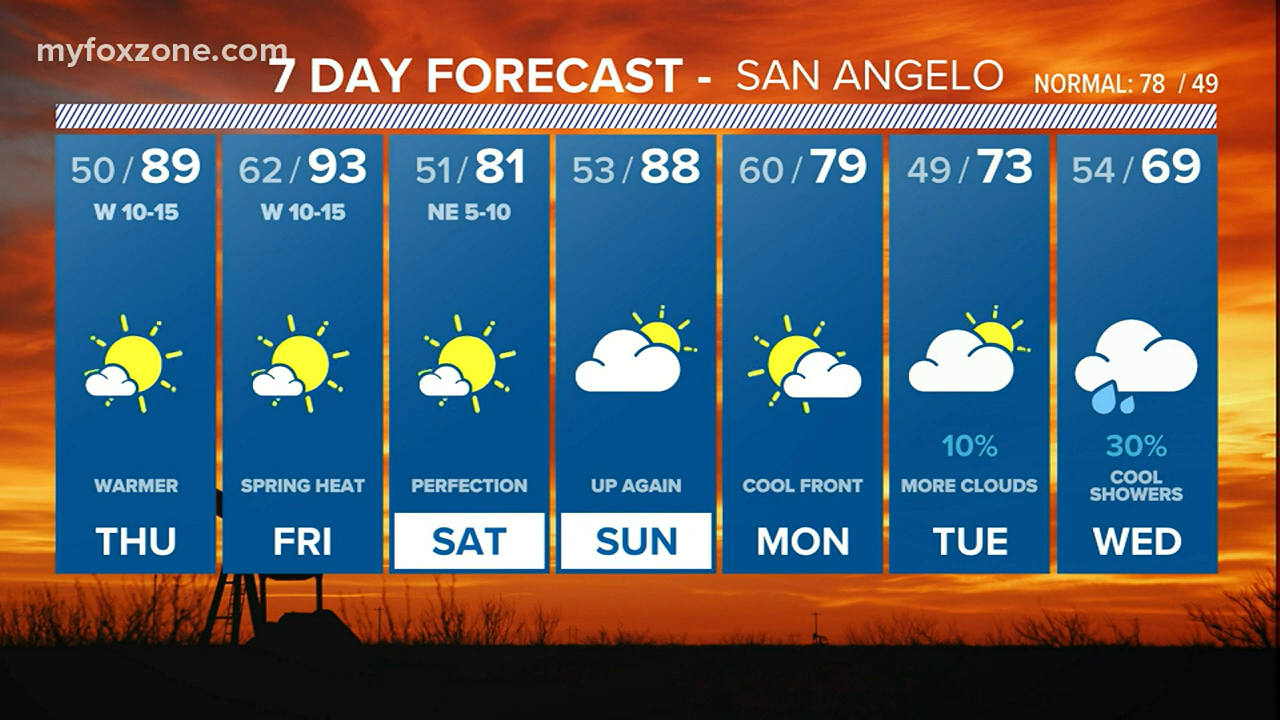 myfoxzone.com
7 DAY FORECAST - SAN ANGELO NORMAL: 78 / 49
50 / 89
W 10-15
WARMER
THU
62 / 93
W 10-15
SPRING HEAT
FRI
51 / 81
NE 5-10
PERFECTION
SAT
53 / 88
UP AGAIN
SUN
60 / 79
COOL FRONT
MON
49 / 73
10%
MORE CLOUDS
TUE
54 / 69
30%
COOL
SHOWERS
WED